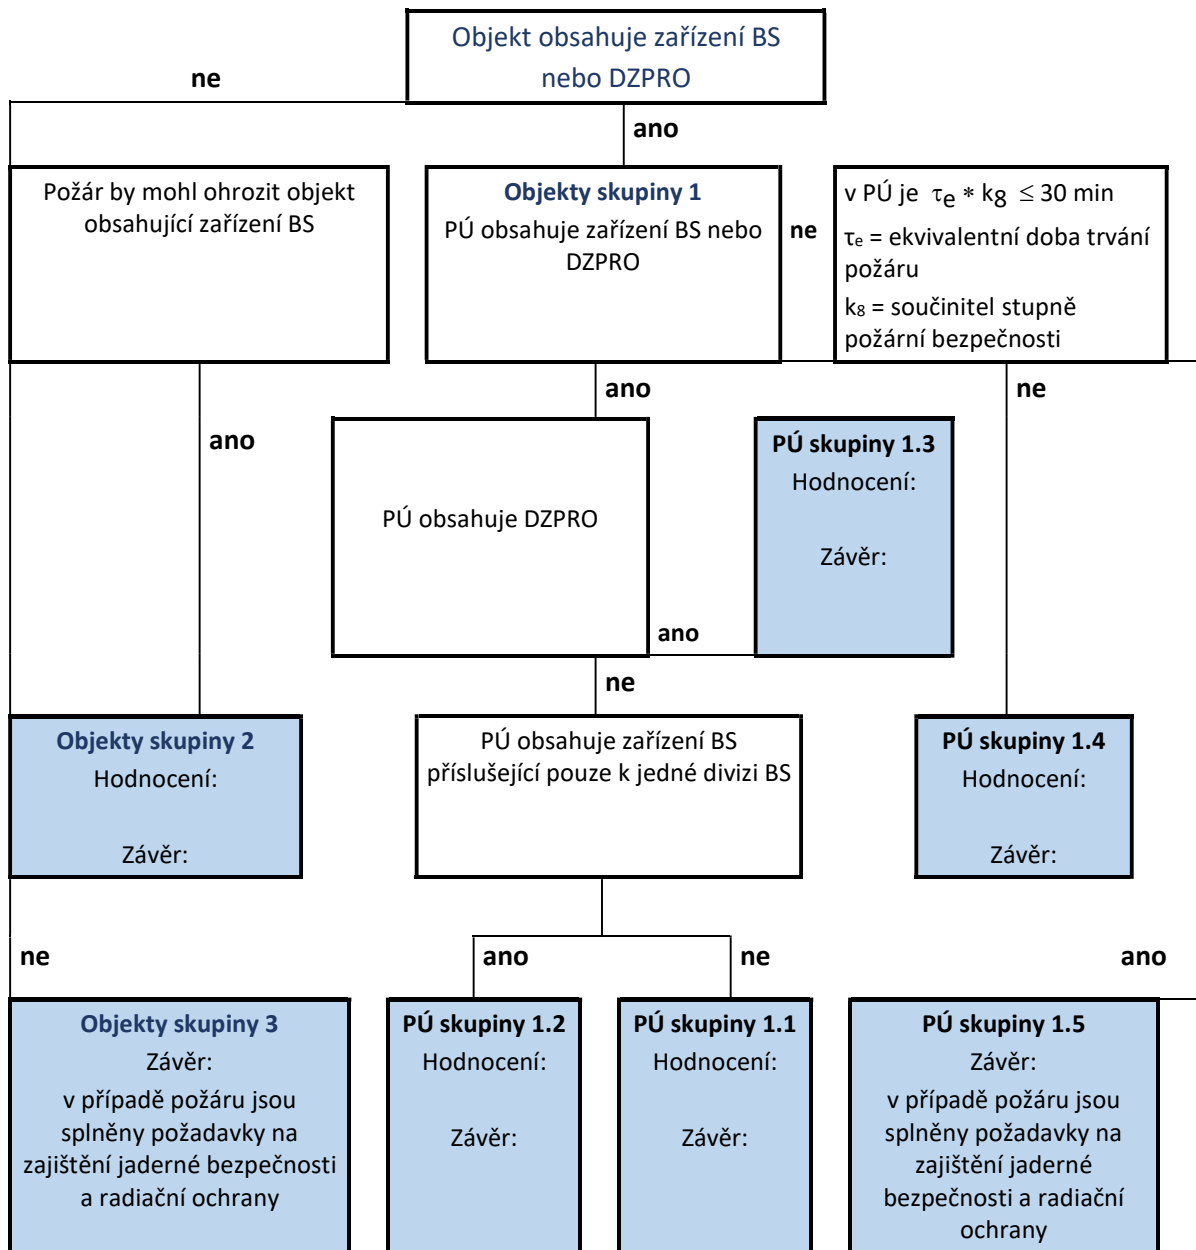 Objekt obsahuje zařízení BS
nebo DZPRO
ne
ano
Požár by mohl ohrozit objekt
obsahující zařízení BS
Objekty skupiny 1
PÚ obsahuje zařízení BS nebo
DZPRO
ne
v PÚ je τe * k8 ≤ 30 min
τe = ekvivalentní doba trvání
požáru
k8 = součinitel stupně
požární bezpečnosti
ano
ano
ne
PÚ obsahuje DZPRO
PÚ skupiny 1.3
Hodnocení:
Závěr:
ano
ne
Objekty skupiny 2
Hodnocení:
Závěr:
PÚ obsahuje zařízení BS
příslušející pouze k jedné divizi BS
PÚ skupiny 1.4
Hodnocení:
Závěr:
ne
ano
ne
ano
Objekty skupiny 3
Závěr:
v případě požáru jsou
splněny požadavky na
zajištění jaderné bezpečnosti
a radiační ochrany
PÚ skupiny 1.2
Hodnocení:
Závěr:
PÚ skupiny 1.1
Hodnocení:
Závěr:
PÚ skupiny 1.5
Závěr:
v případě požáru jsou
splněny požadavky na
zajištění jaderné
bezpečnosti a radiační
ochrany